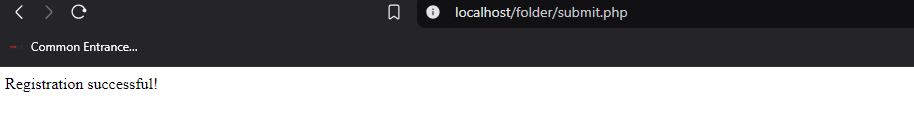 localhost/folder/submit.php
Common Entrance...
Registration successful!